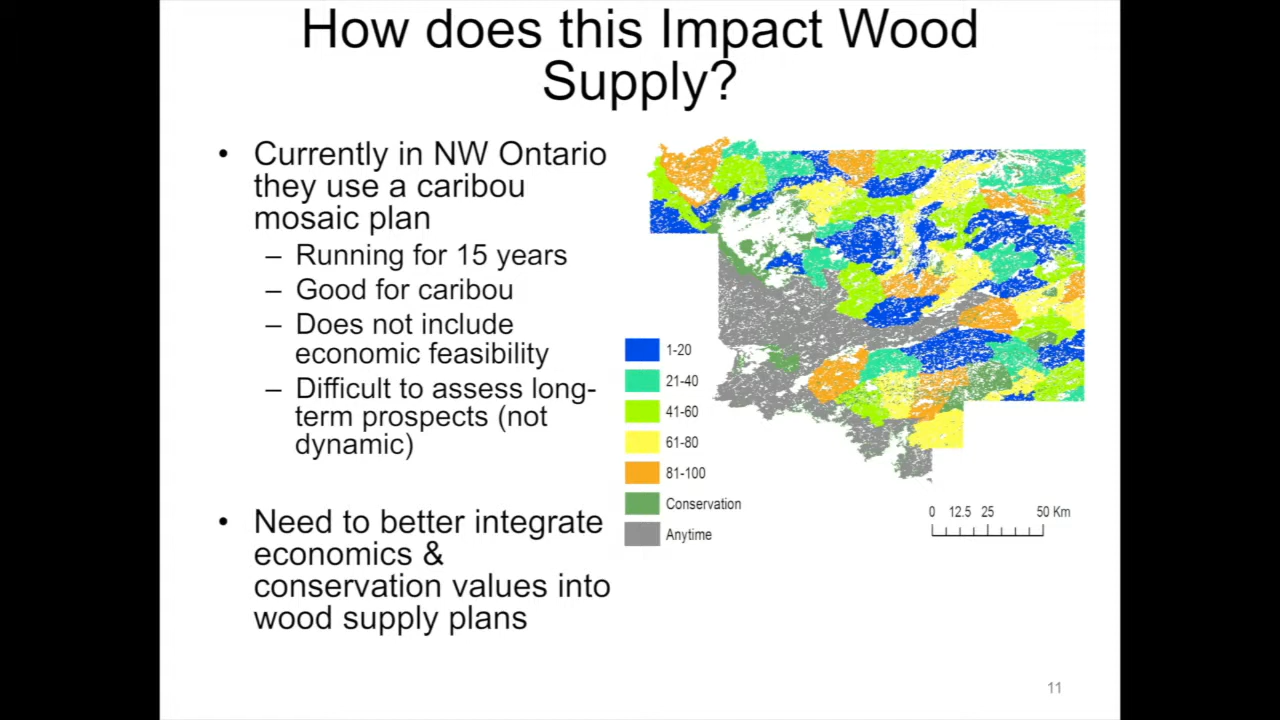 How does this Impact Wood
Supply?
• Currently in NW Ontario
they use a caribou
mosaic plan
– Running for 15 years
– Good for caribou
– Does not include
economic feasibility
– Difficult to assess long-
term prospects (not
dynamic)
• Need to better integrate
economics &
conservation values into
wood supply plans
1-20
21-40
41-60
61-80
81-100
Conservation
Anytime
0 12.5 25 50 Km
11